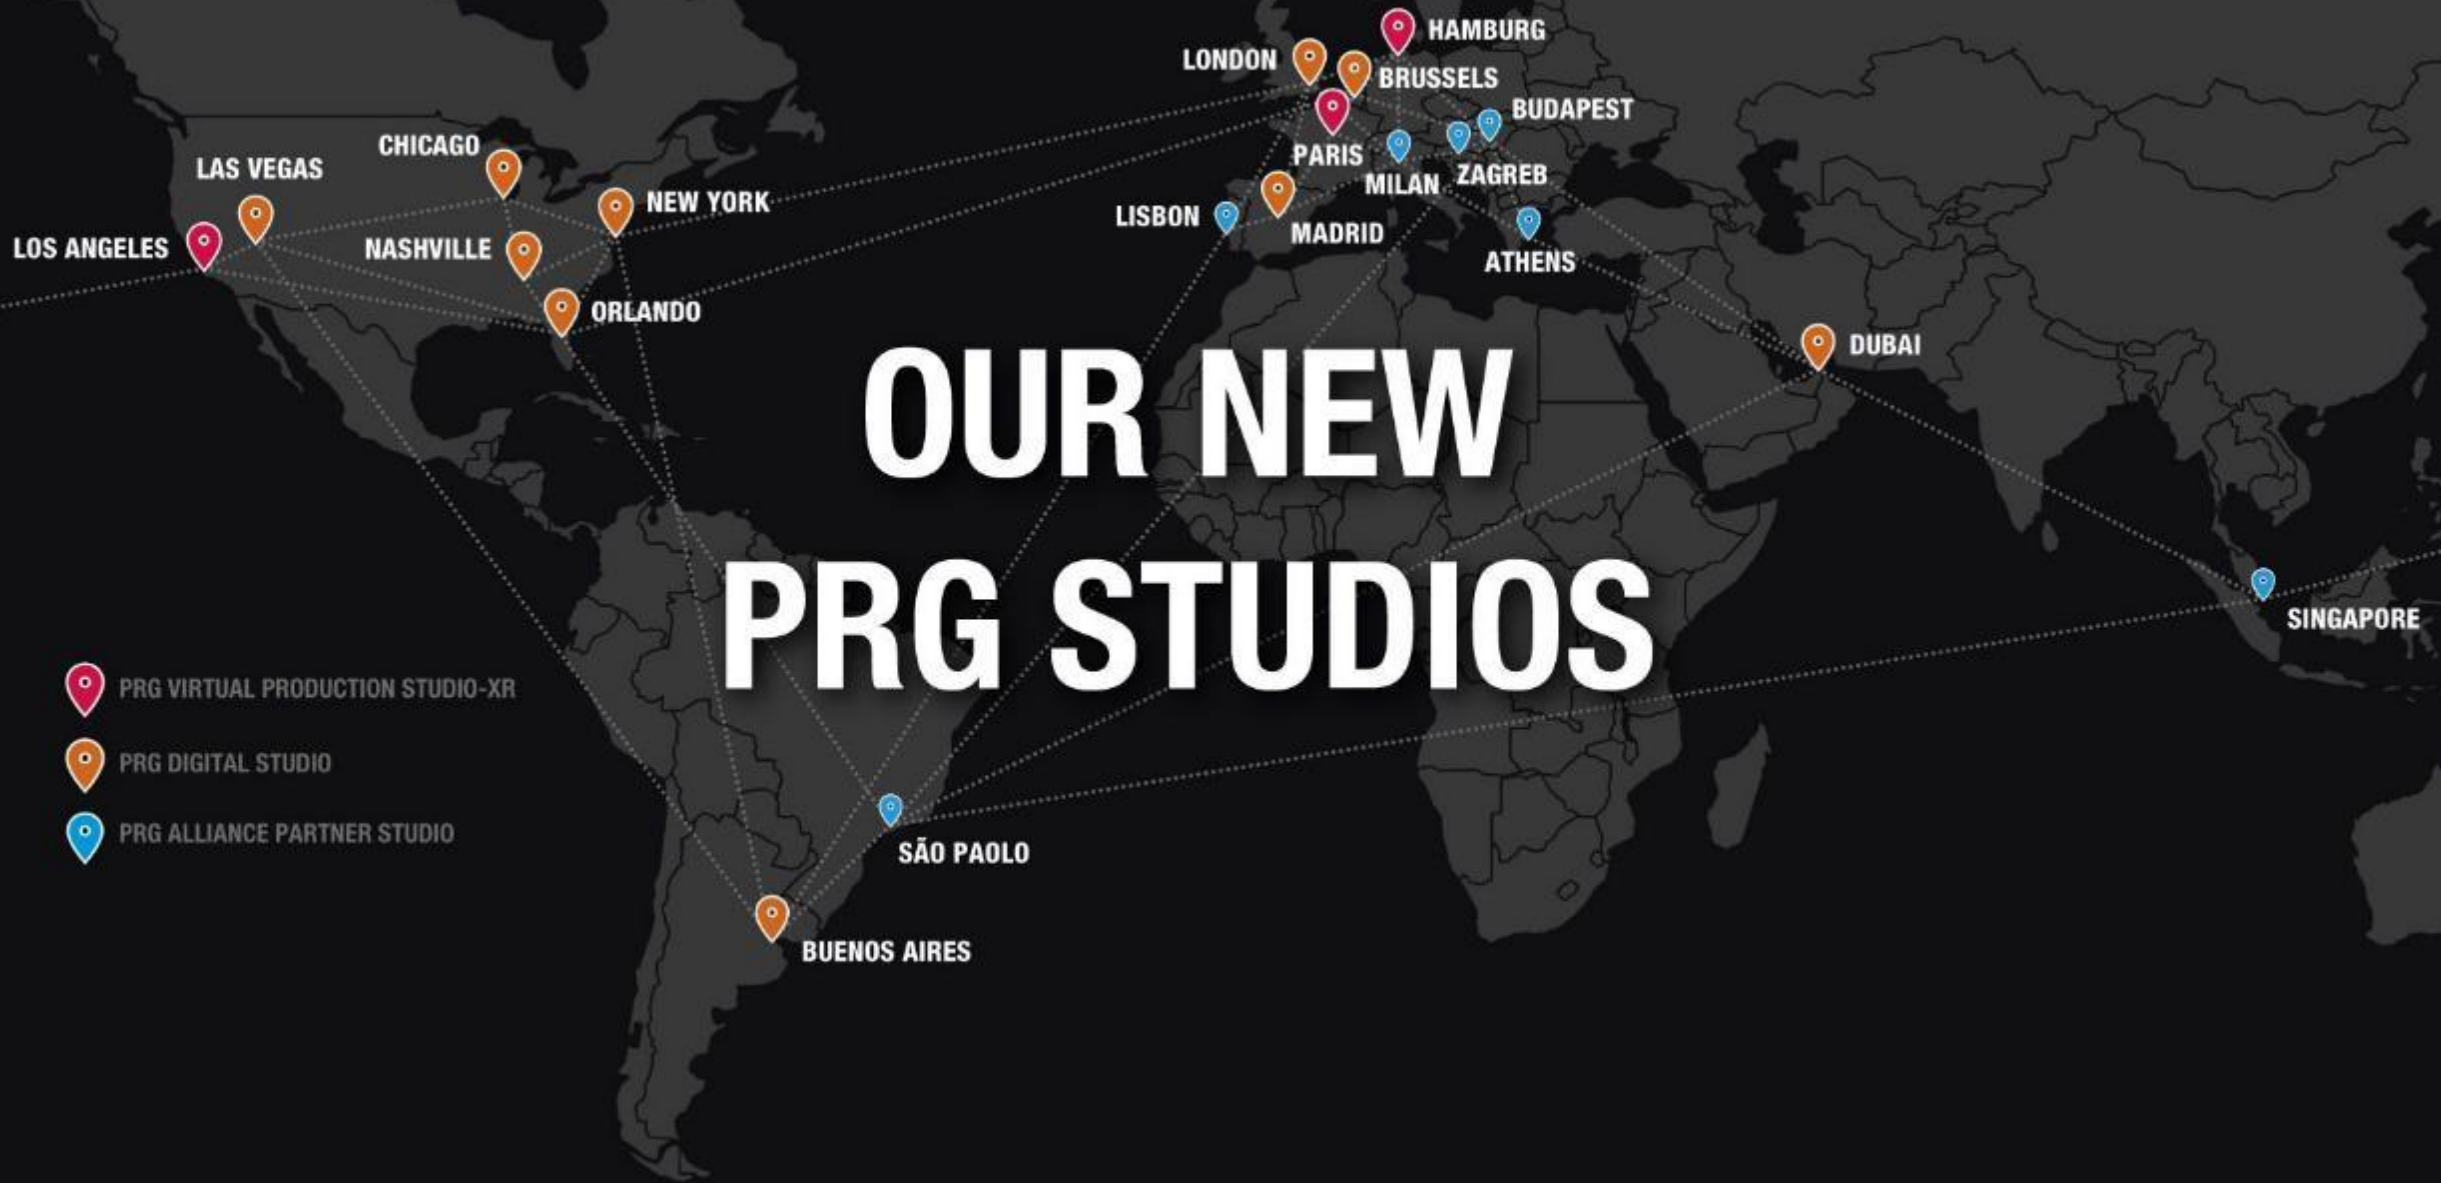 HAMBURG
LONDON
BRUSSELS
BUDAPEST
CHICAGO
PARIS
LAS VEGAS
MILAN
ZAGREB
NEW YORK
LISBON
MADRID
LOS ANGELES
NASHVILLE
ATHENS
ORLANDO
DUBAI
OUR NEW
PRG STUDIOS
SINGAPORE
PRG VIRTUAL PRODUCTION STUDIO-XR
PRG DIGITAL STUDIO
PRG ALLIANCE PARTNER STUDIO
SÃO PAOLO
BUENOS AIRES